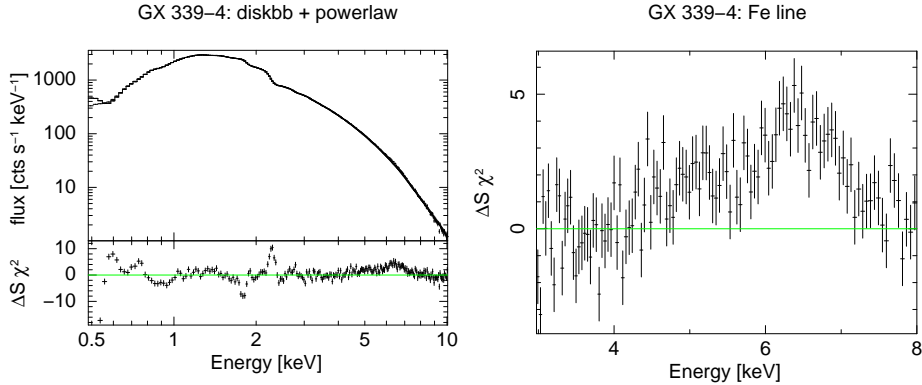 GX 339−4: diskbb + powerlaw
flux [cts s−1 keV−1]
1000
100
10
ΔS χ2
10
0
−10
0.5
1
2
5
10
Energy [keV]
GX 339−4: Fe line
ΔS χ2
5
0
4
6
8
Energy [keV]